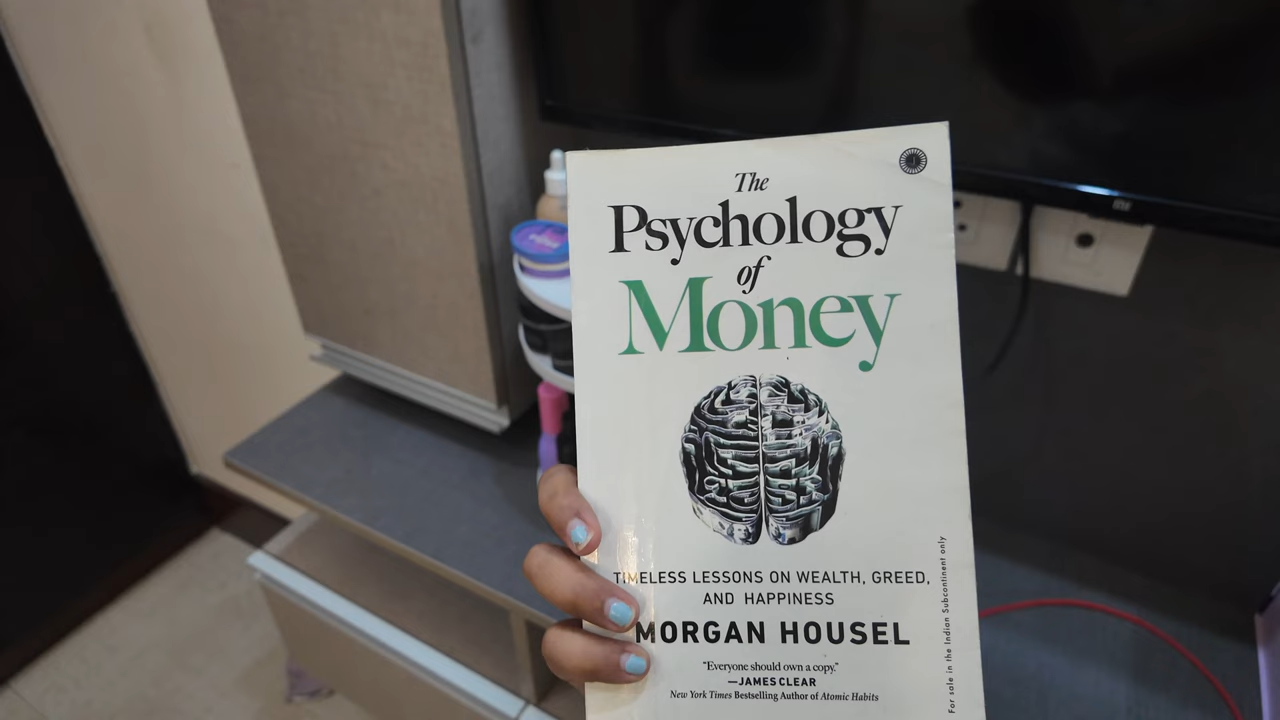 The
Psychology
of
Money
TIMELESS LESSONS ON WEALTH, GREED,
AND HAPPINESS
MORGAN HOUSEL
“Everyone should own a copy.”
—JAMES CLEAR
New York Times Bestselling Author of Atomic Habits
For sale in the Indian Subcontinent only
mi